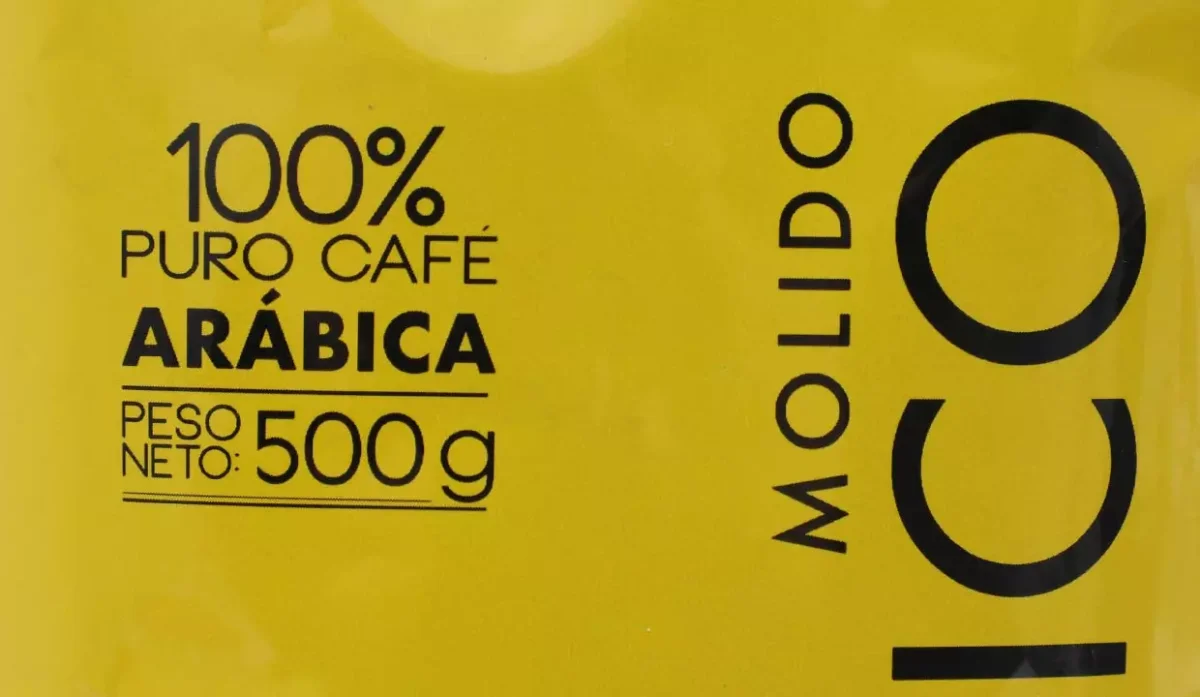 100%
PURO CAFÉ
ARÁBICA
PESO
NETO: 500 g
MOLIDO
ICO